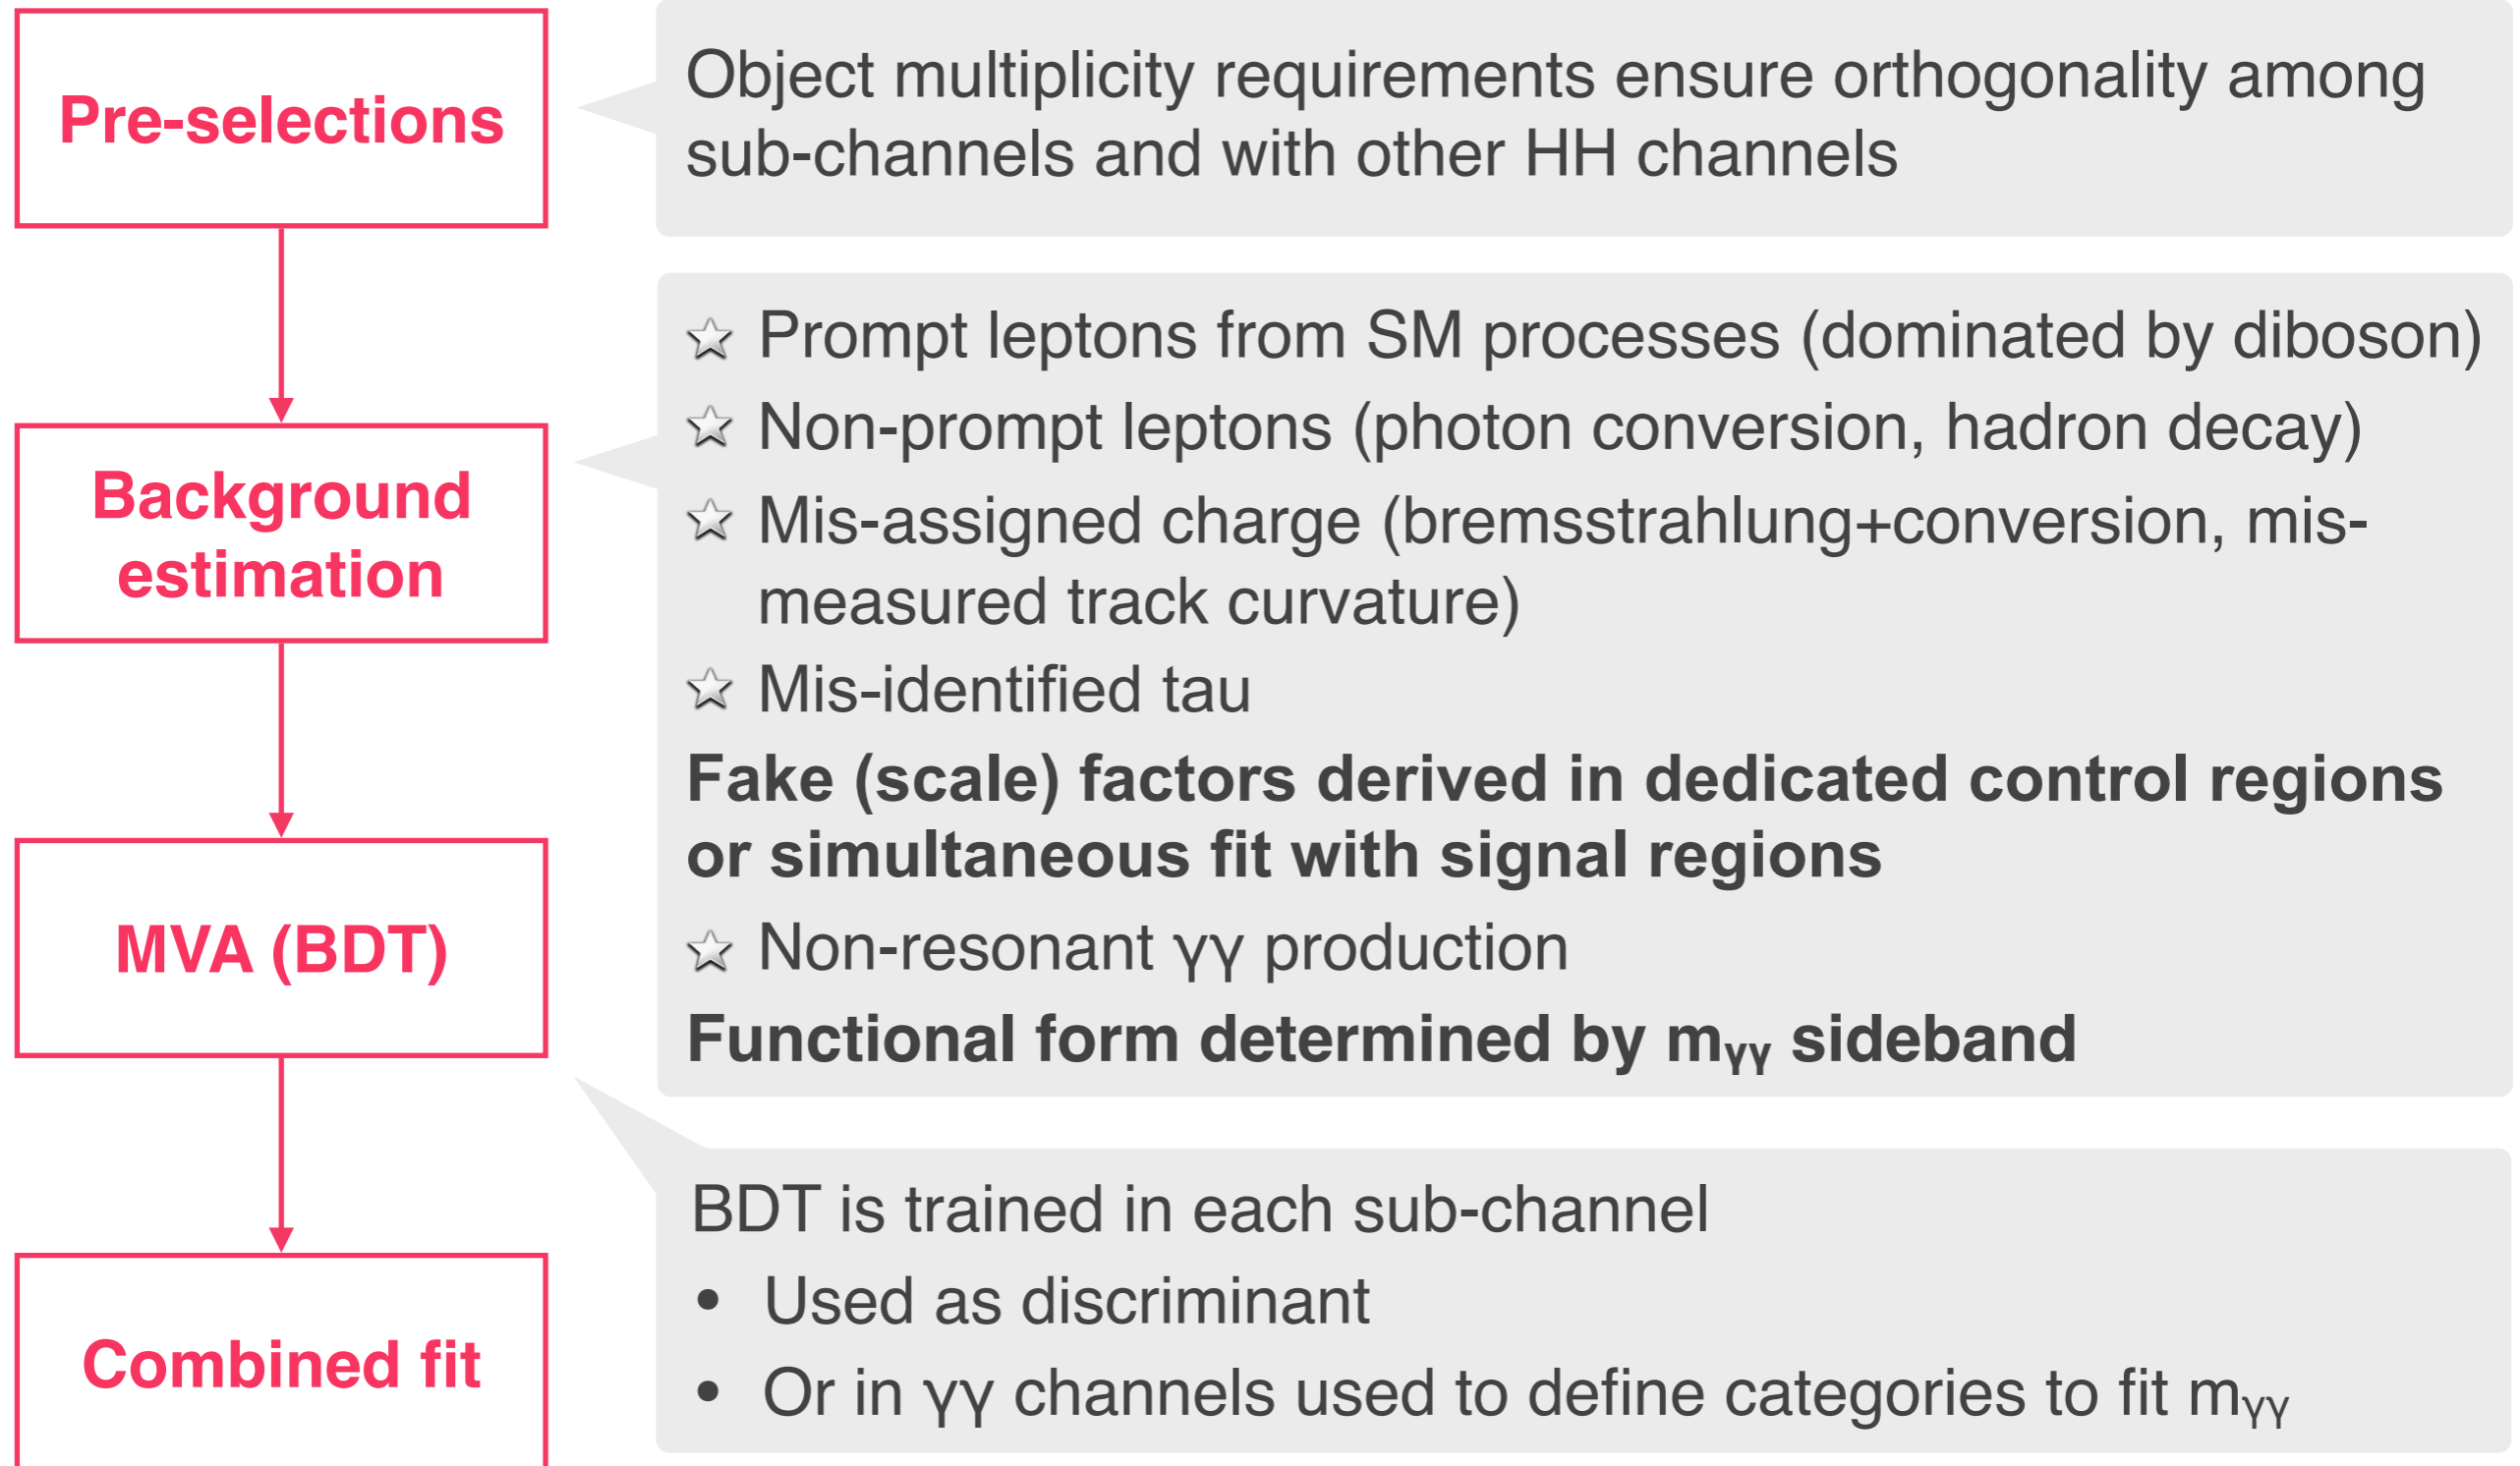 Pre-selections
Object multiplicity requirements ensure orthogonality among
sub-channels and with other HH channels
Background
estimation
Prompt leptons from SM processes (dominated by diboson)
Non-prompt leptons (photon conversion, hadron decay)
Mis-assigned charge (bremsstrahlung+conversion, mis-
measured track curvature)
Mis-identified tau
Fake (scale) factors derived in dedicated control regions
or simultaneous fit with signal regions
Non-resonant γγ production
Functional form determined by mγγ sideband
MVA (BDT)
BDT is trained in each sub-channel
• Used as discriminant
• Or in γγ channels used to define categories to fit mγγ
Combined fit